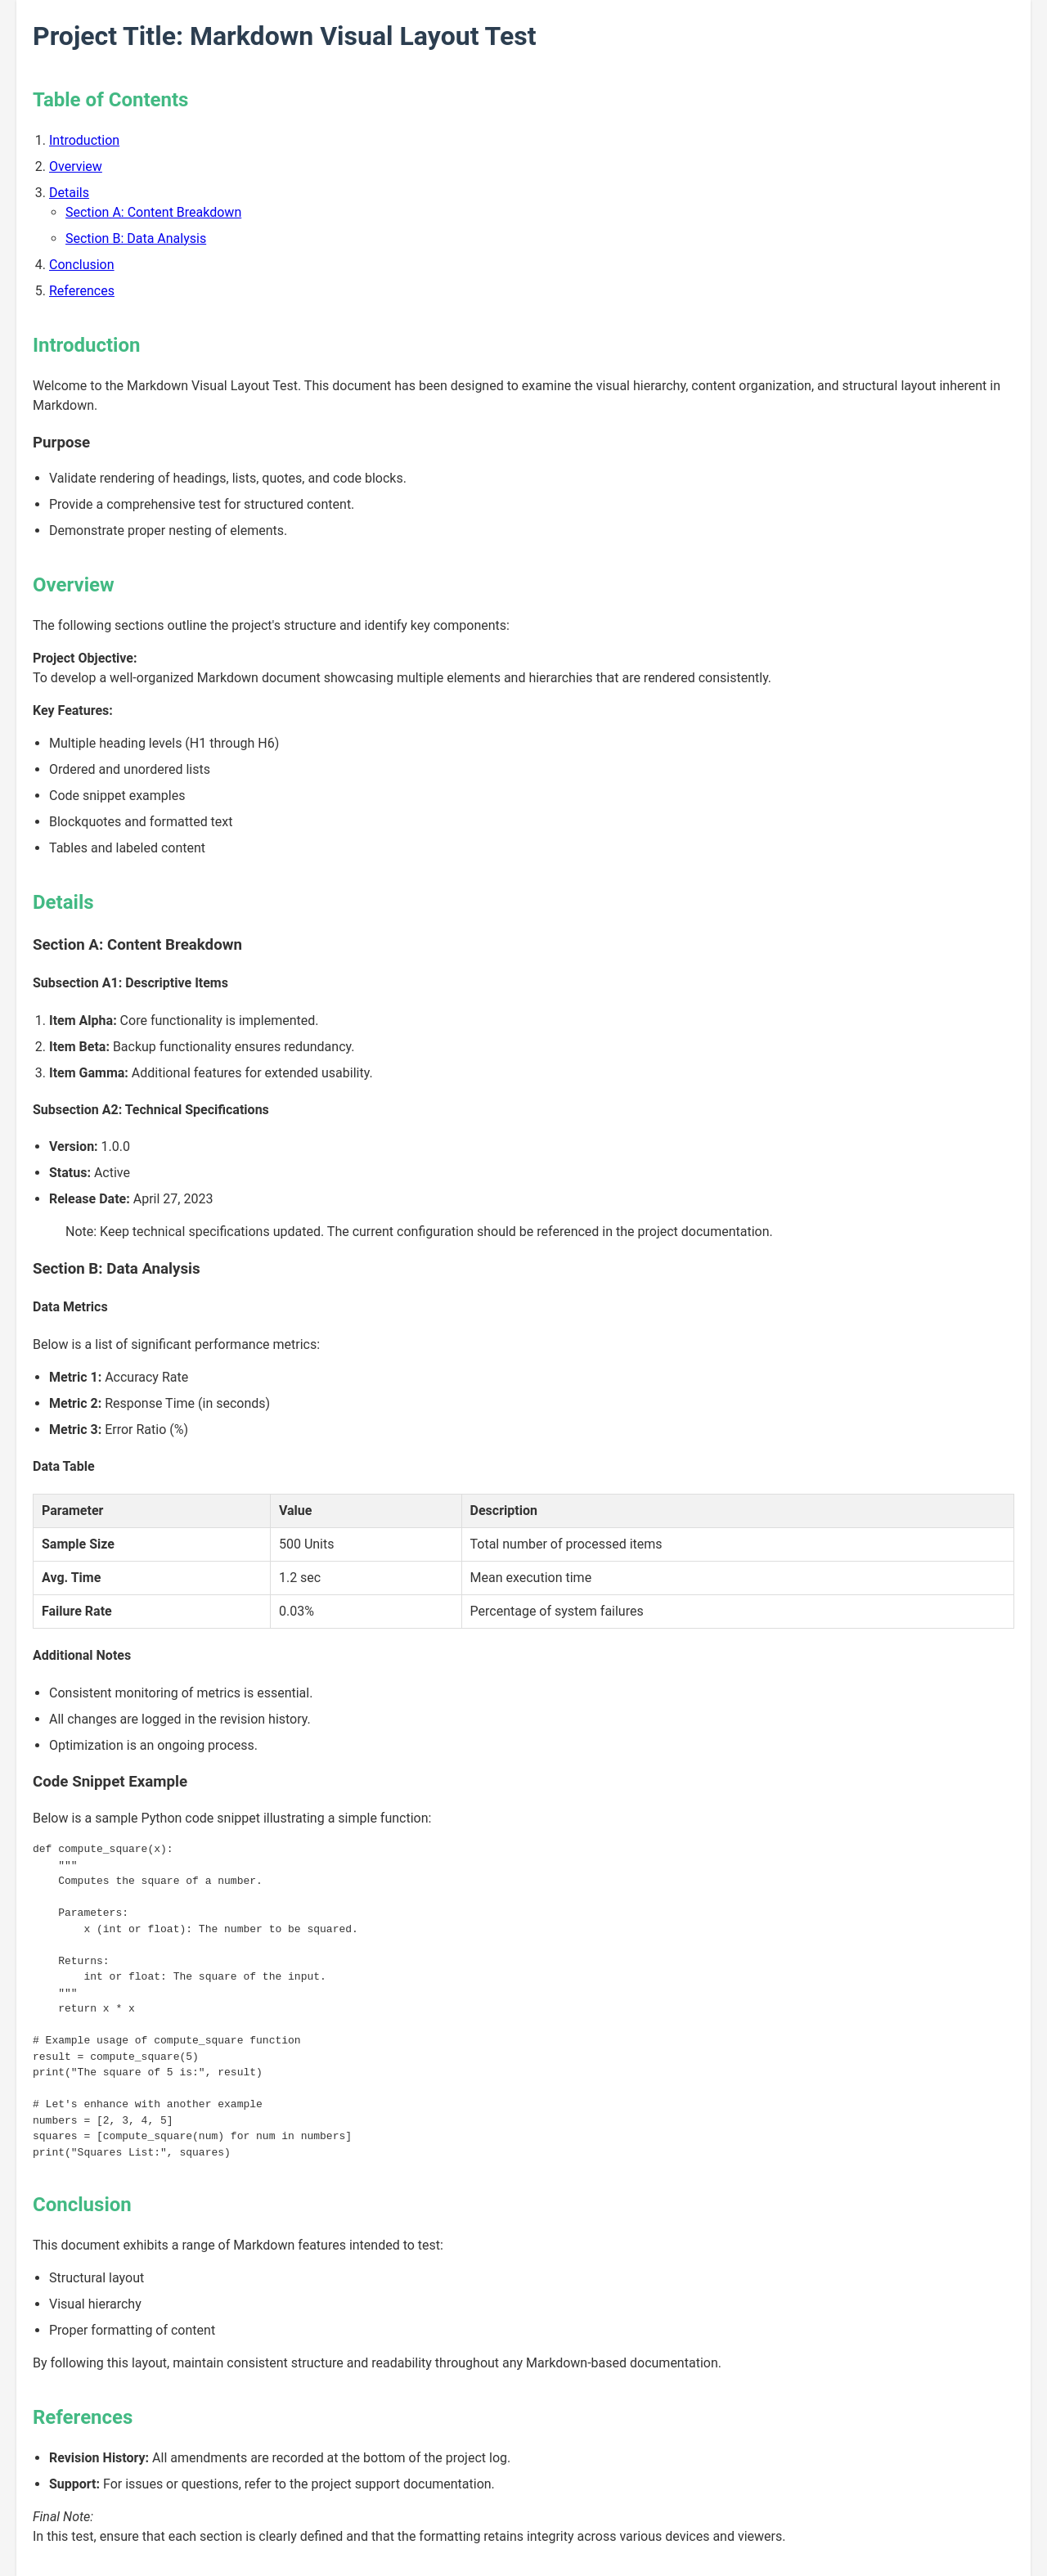 Project Title: Markdown Visual Layout Test
Table of Contents
1. Introduction
2. Overview
3. Details
Section A: Content Breakdown
Section B: Data Analysis
4. Conclusion
5. References
Introduction
Welcome to the Markdown Visual Layout Test. This document has been designed to examine the visual hierarchy, content organization, and structural layout inherent in
Markdown.
Purpose
Validate rendering of headings, lists, quotes, and code blocks.
Provide a comprehensive test for structured content.
Demonstrate proper nesting of elements.
Overview
The following sections outline the project's structure and identify key components:
Project Objective:
To develop a well-organized Markdown document showcasing multiple elements and hierarchies that are rendered consistently.
Key Features:
Multiple heading levels (H1 through H6)
Ordered and unordered lists
Code snippet examples
Blockquotes and formatted text
Tables and labeled content
Details
Section A: Content Breakdown
Subsection A1: Descriptive Items
1. Item Alpha: Core functionality is implemented.
2. Item Beta: Backup functionality ensures redundancy.
3. Item Gamma: Additional features for extended usability.
Subsection A2: Technical Specifications
Version: 1.0.0
Status: Active
Release Date: April 27, 2023
Note: Keep technical specifications updated. The current configuration should be referenced in the project documentation.
Section B: Data Analysis
Data Metrics
Below is a list of significant performance metrics:
Metric 1: Accuracy Rate
Metric 2: Response Time (in seconds)
Metric 3: Error Ratio (%)
Data Table
Parameter Value Description
Sample Size 500 Units Total number of processed items
Avg. Time 1.2 sec Mean execution time
Failure Rate 0.03% Percentage of system failures
Additional Notes
Consistent monitoring of metrics is essential.
All changes are logged in the revision history.
Optimization is an ongoing process.
Code Snippet Example
Below is a sample Python code snippet illustrating a simple function:
def compute_square(x):
    """
    Computes the square of a number.

    Parameters:
        x (int or float): The number to be squared.

    Returns:
        int or float: The square of the input.
    """
    return x * x

# Example usage of compute_square function
result = compute_square(5)
print("The square of 5 is:", result)

# Let's enhance with another example
numbers = [2, 3, 4, 5]
squares = [compute_square(num) for num in numbers]
print("Squares List:", squares)
Conclusion
This document exhibits a range of Markdown features intended to test:
Structural layout
Visual hierarchy
Proper formatting of content
By following this layout, maintain consistent structure and readability throughout any Markdown-based documentation.
References
Revision History: All amendments are recorded at the bottom of the project log.
Support: For issues or questions, refer to the project support documentation.
Final Note:
In this test, ensure that each section is clearly defined and that the formatting retains integrity across various devices and viewers.